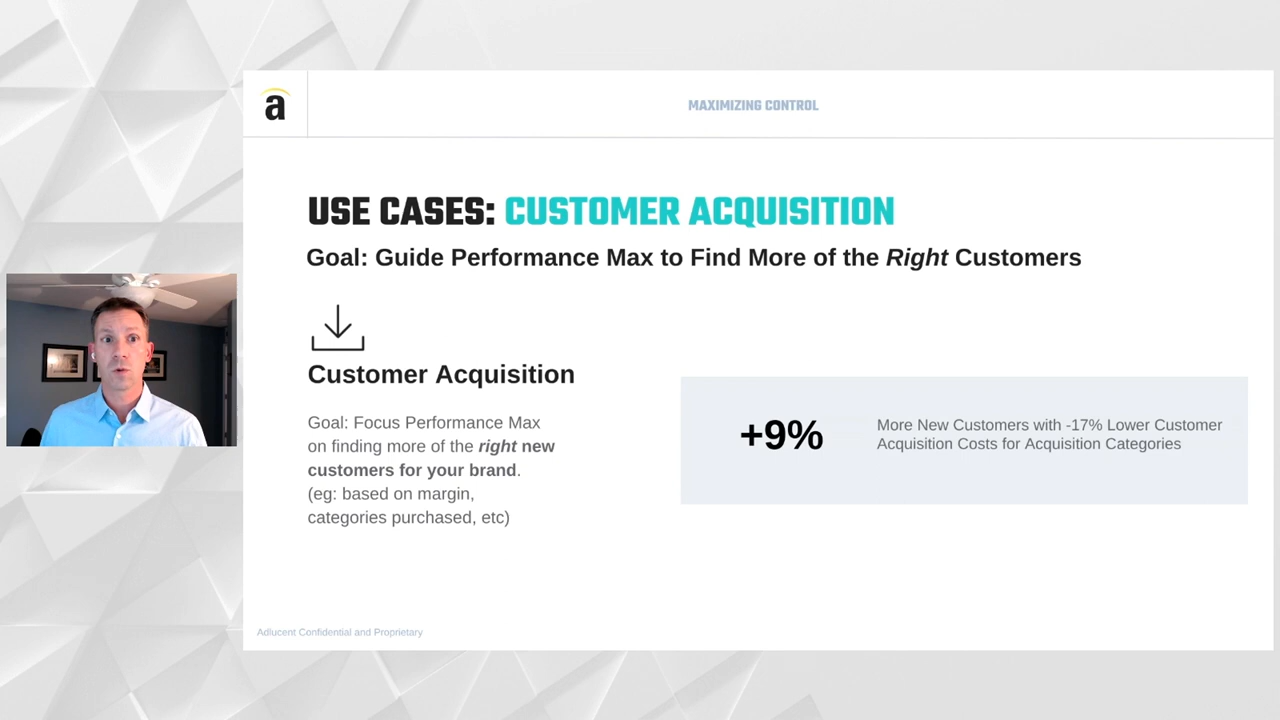 a
MAXIMIZING CONTROL
USE CASES: CUSTOMER ACQUISITION
Goal: Guide Performance Max to Find More of the Right Customers
Customer Acquisition
Goal: Focus Performance Max
on finding more of the right new
customers for your brand.
(eg: based on margin,
categories purchased, etc)
+9%
More New Customers with -17% Lower Customer
Acquisition Costs for Acquisition Categories
Adlucent Confidential and Proprietary